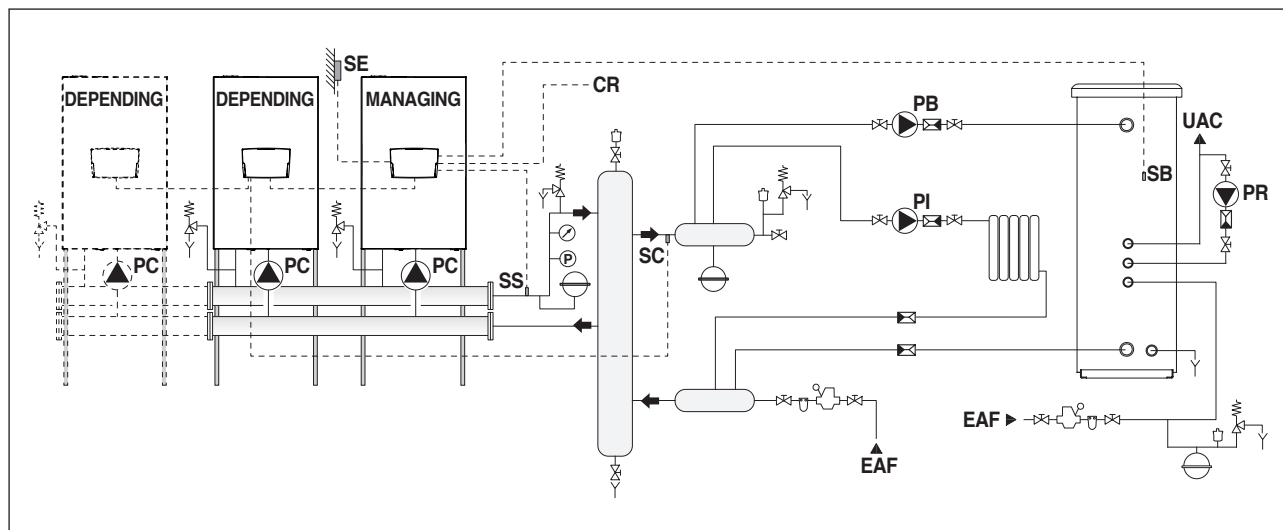 SE
CR
DEPENDING
DEPENDING
MANAGING
PB
UAC
SB
PR
PI
PC
PC
PC
SS
P
SC
EAF
EAF